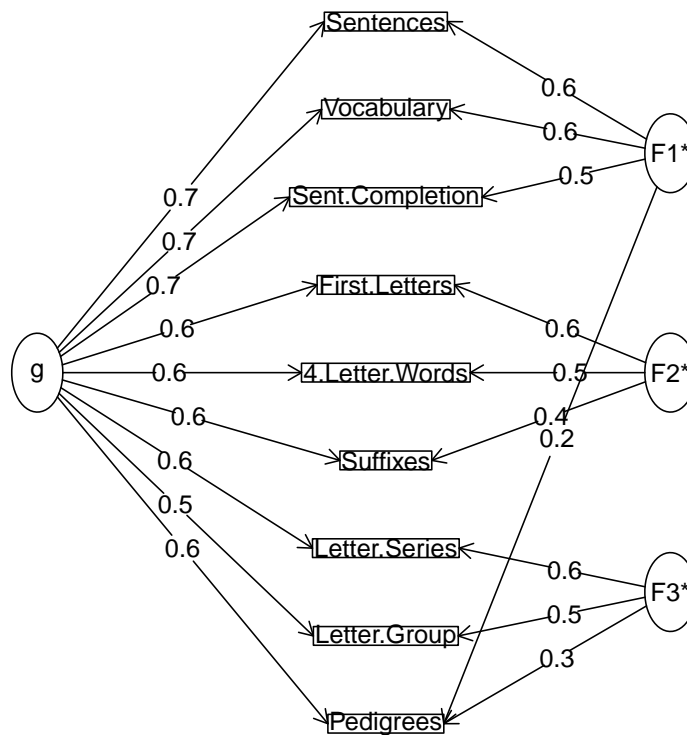 Sentences
0.6
Vocabulary
0.6
F1*
0.5
Sent.Completion
0.7
0.7
0.7
First.Letters
0.6
0.6
g
0.6
4.Letter.Words
0.5
F2*
0.6
0.4
0.2
Suffixes
0.6
Letter.Series
0.6
0.5
F3*
0.5
0.6
Letter.Group
0.3
Pedigrees